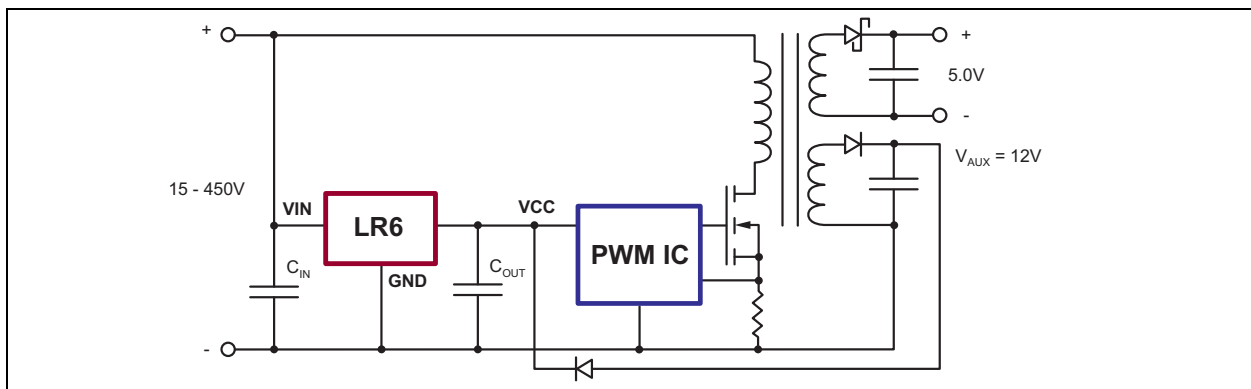 +
+
5.0V
-
V_AUX = 12V
15 - 450V
VIN
LR6
VCC
PWM IC
C_IN
GND
C_OUT
-